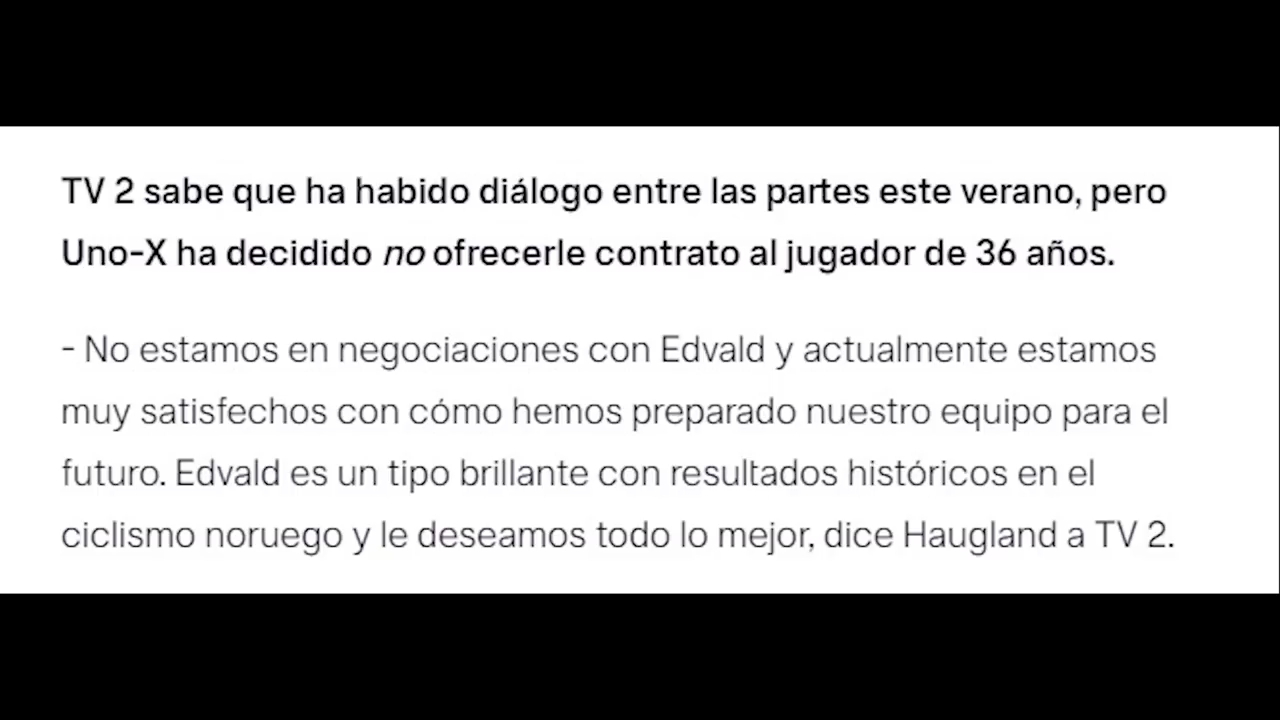 TV 2 sabe que ha habido diálogo entre las partes este verano, pero
Uno-X ha decidido no ofrecerle contrato al jugador de 36 años.
- No estamos en negociaciones con Edvald y actualmente estamos
muy satisfechos con cómo hemos preparado nuestro equipo para el
futuro. Edvald es un tipo brillante con resultados históricos en el
ciclismo noruego y le deseamos todo lo mejor, dice Haugland a TV 2.